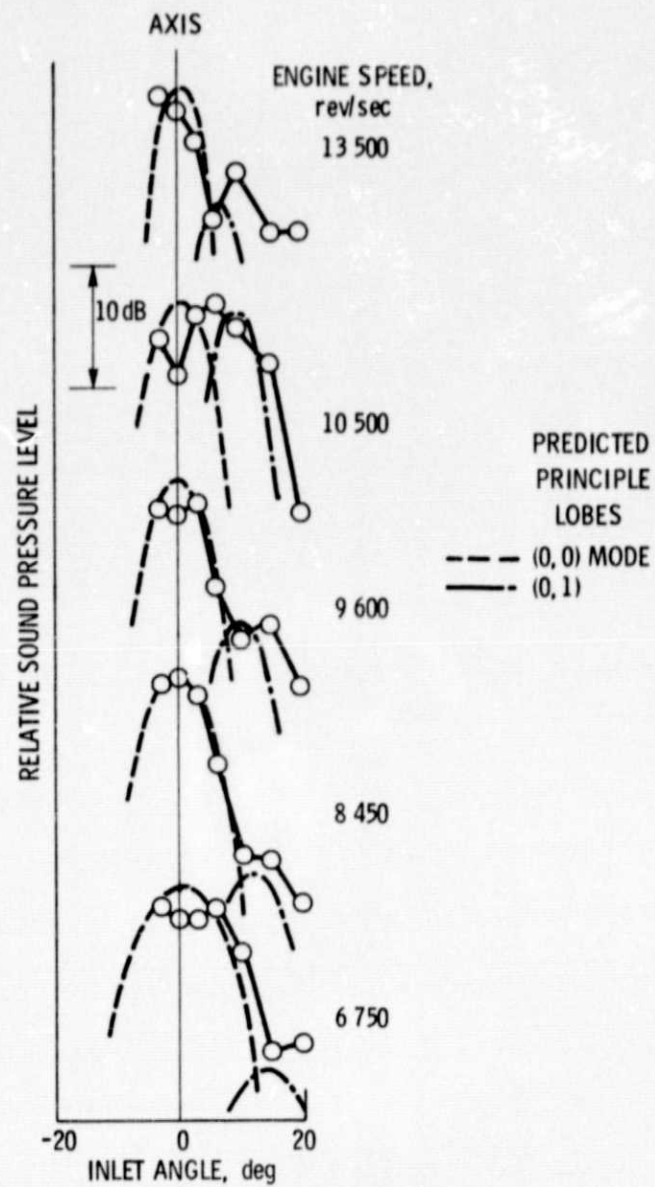 AXIS
ENGINE SPEED,
rev/sec
13 500
10 dB
10 500
PREDICTED
PRINCIPLE
LOBES
(0, 0) MODE
(0, 1)
9 600
RELATIVE SOUND PRESSURE LEVEL
8 450
6 750
-20
0
20
INLET ANGLE, deg